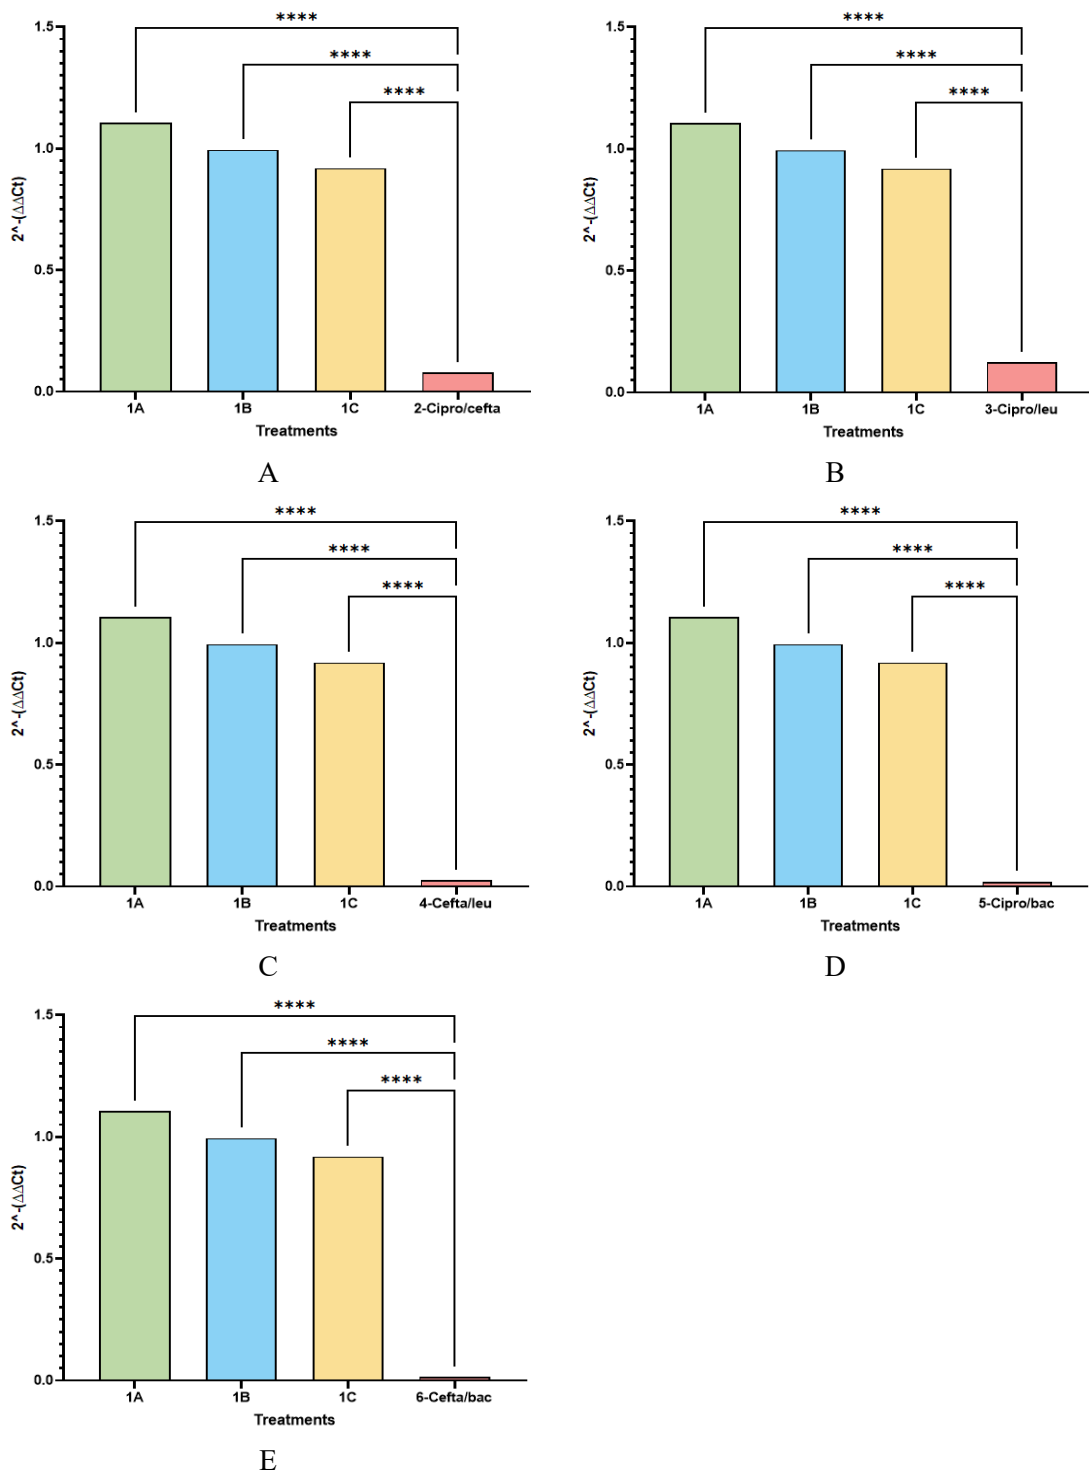 ****
****
****
1.5
1.0
0.5
0.0
2^-(ΔΔCt)
1A 1B 1C 2-Cipro/cefta
Treatments
A
****
****
****
1.5
1.0
0.5
0.0
2^-(ΔΔCt)
1A 1B 1C 3-Cipro/leu
Treatments
B
****
****
****
1.5
1.0
0.5
0.0
2^-(ΔΔCt)
1A 1B 1C 4-Cefta/leu
Treatments
C
****
****
****
1.5
1.0
0.5
0.0
2^-(ΔΔCt)
1A 1B 1C 5-Cipro/bac
Treatments
D
****
****
****
1.5
1.0
0.5
0.0
2^-(ΔΔCt)
1A 1B 1C 6-Cefta/bac
Treatments
E